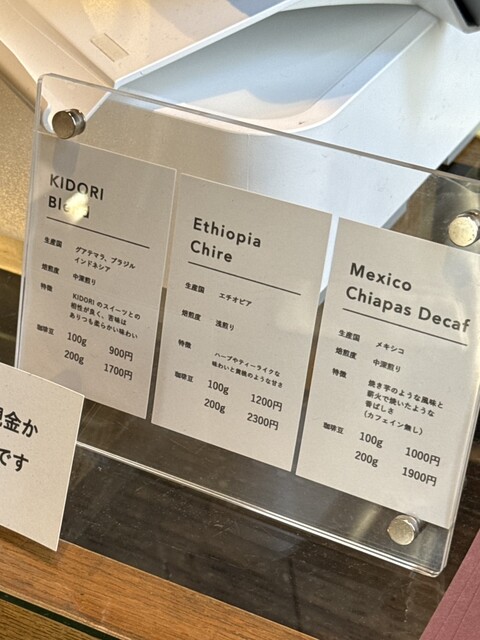 KIDORI
Blend
生産国 グアテマラ、ブラジル
インドネシア
焙煎度 中深煎り
特徴 KIDORIのスイーツとの
相性が良く、苦味は
ありつも柔らかい味わい
珈琲豆 100g 900円
200g 1700円
Ethiopia
Chire
生産国 エチオピア
焙煎度 浅煎り
特徴 ハーブやティーライクな
味わいと黄桃のような甘さ
珈琲豆 100g 1200円
200g 2300円
Mexico
Chiapas Decaf
生産国 メキシコ
焙煎度 中深煎り
特徴 焼き芋のような風味と
薪火で焼いたような
香ばしさ
(カフェイン無し)
珈琲豆 100g 1000円
200g 1900円
現金か
です